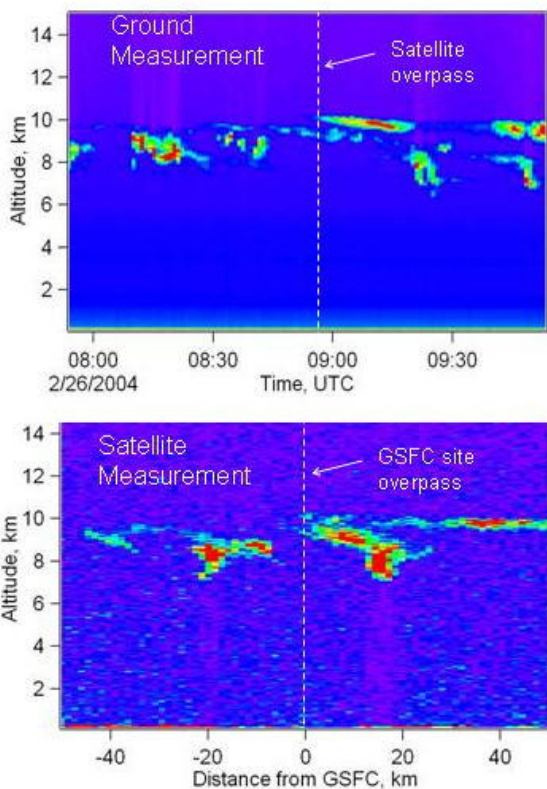 Ground
Measurement
Satellite
overpass
14
12
10
8
6
4
2
Altitude, km
08:00
08:30
09:00
09:30
2/26/2004
Time, UTC
Satellite
Measurement
GSFC site
overpass
14
12
10
8
6
4
2
Altitude, km
-40
-20
0
20
40
Distance from GSFC, km